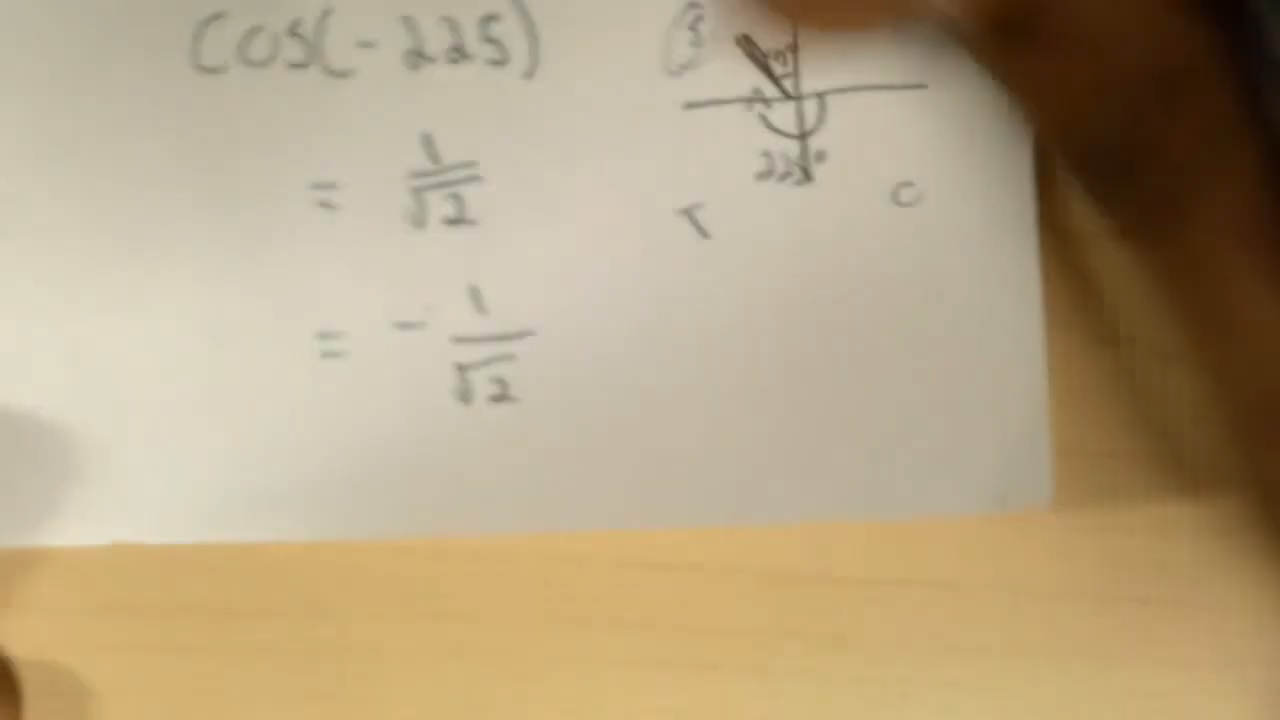 cos(-225)
S
= 1/√2
225°
T
C
= - 1/√2